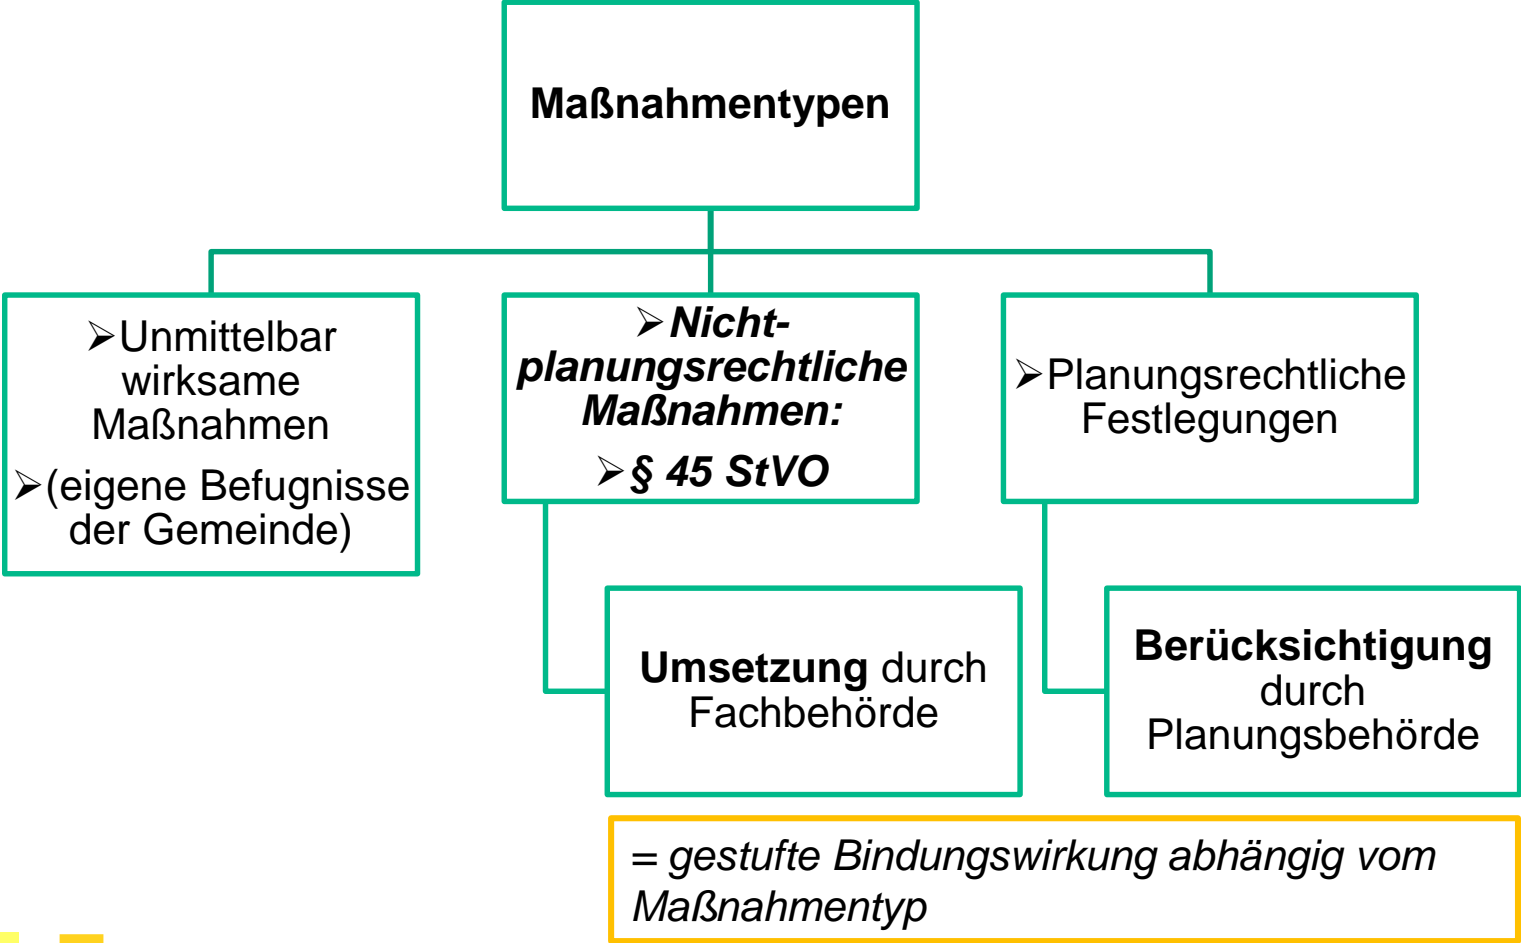 Maßnahmentypen
➢Unmittelbar
wirksame
Maßnahmen
➢(eigene Befugnisse
der Gemeinde)
➢Nicht-
planungsrechtliche
Maßnahmen:
➢§ 45 StVO
➢Planungsrechtliche
Festlegungen
Umsetzung durch
Fachbehörde
Berücksichtigung
durch
Planungsbehörde
= gestufte Bindungswirkung abhängig vom
Maßnahmentyp